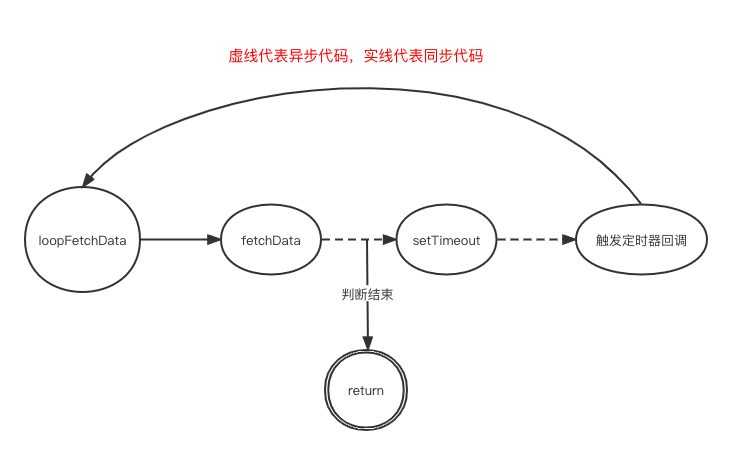 虚线代表异步代码，实线代表同步代码
loopFetchData
fetchData
setTimeout
触发定时器回调
判断结束
return